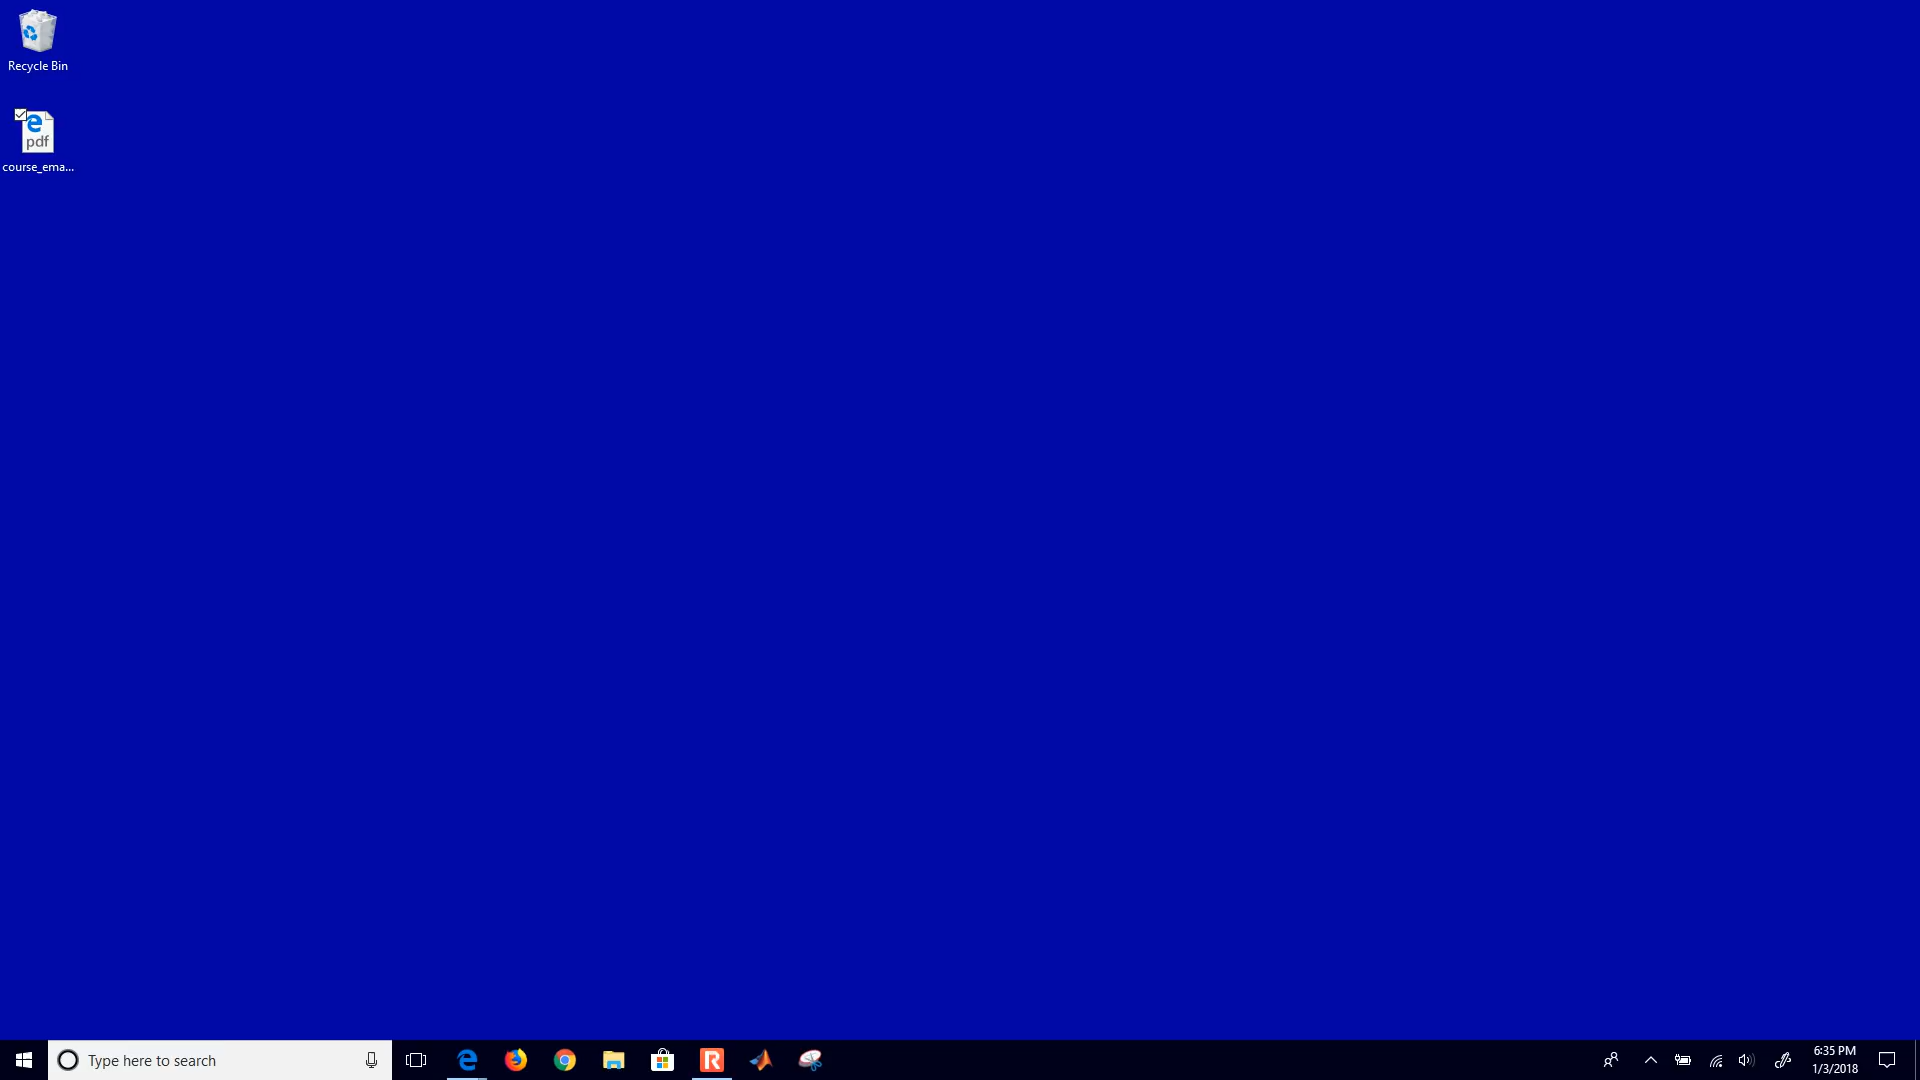 Recycle Bin
e
pdf
course_ema...
Type here to search
R
6:35 PM
1/3/2018